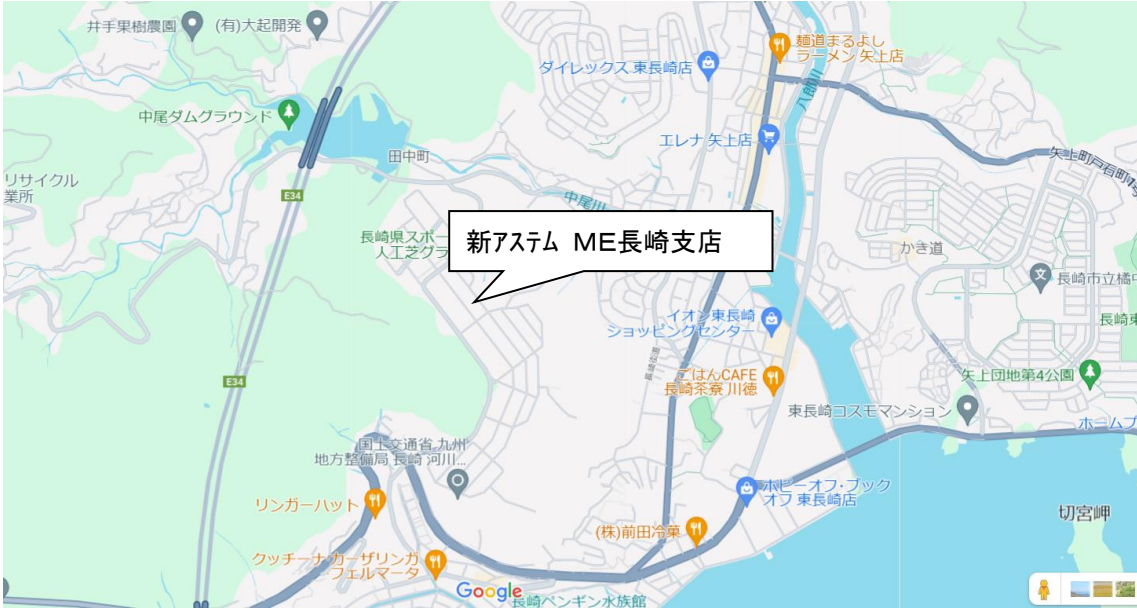 井手果樹農園
(有)大起開発
麺道まるよし
ラーメン 矢上店
ダイレックス 東長崎店
八郎川
中尾ダムグラウンド
エレナ 矢上店
田中町
矢上町戸石町1号
リサイクル
業所
E34
中尾川
新アステム ME長崎支店
長崎県スポー
人工芝グラ
かき道
長崎市立橘中
イオン東長崎
ショッピングセンター
長崎東
長崎街道
ごはんCAFE
長崎茶寮 川徳
矢上団地第4公園
E34
東長崎コスモマンション
ホームプ
国土交通省 九州
地方整備局 長崎 河川...
ホビーオフ・ブック
オフ 東長崎店
リンガーハット
切宮岬
(株)前田冷菓
クッチーナ カーザリンガ
フェルマータ
Google
長崎ペンギン水族館